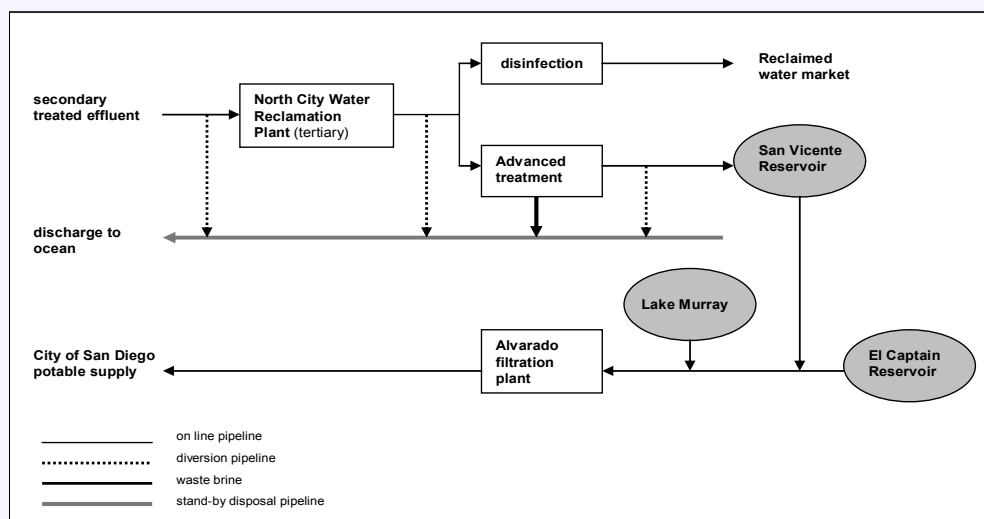 disinfection
Reclaimed
water market
secondary
treated effluent
North City Water
Reclamation
Plant (tertiary)
Advanced
treatment
San Vicente
Reservoir
discharge to
ocean
Lake Murray
City of San Diego
potable supply
Alvarado
filtration
plant
El Captain
Reservoir
on line pipeline
diversion pipeline
waste brine
stand-by disposal pipeline